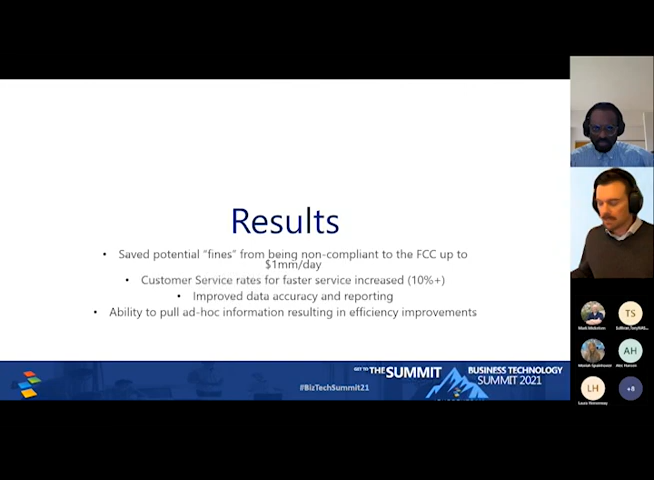 Results
• Saved potential "fines" from being non-compliant to the FCC up to
$1mm/day
• Customer Service rates for faster service increased (10%+)
• Improved data accuracy and reporting
• Ability to pull ad-hoc information resulting in efficiency improvements
#BizTechSummit21
GET TO THE SUMMIT
BUSINESS TECHNOLOGY
SUMMIT 2021
TS
AH
LH
+8